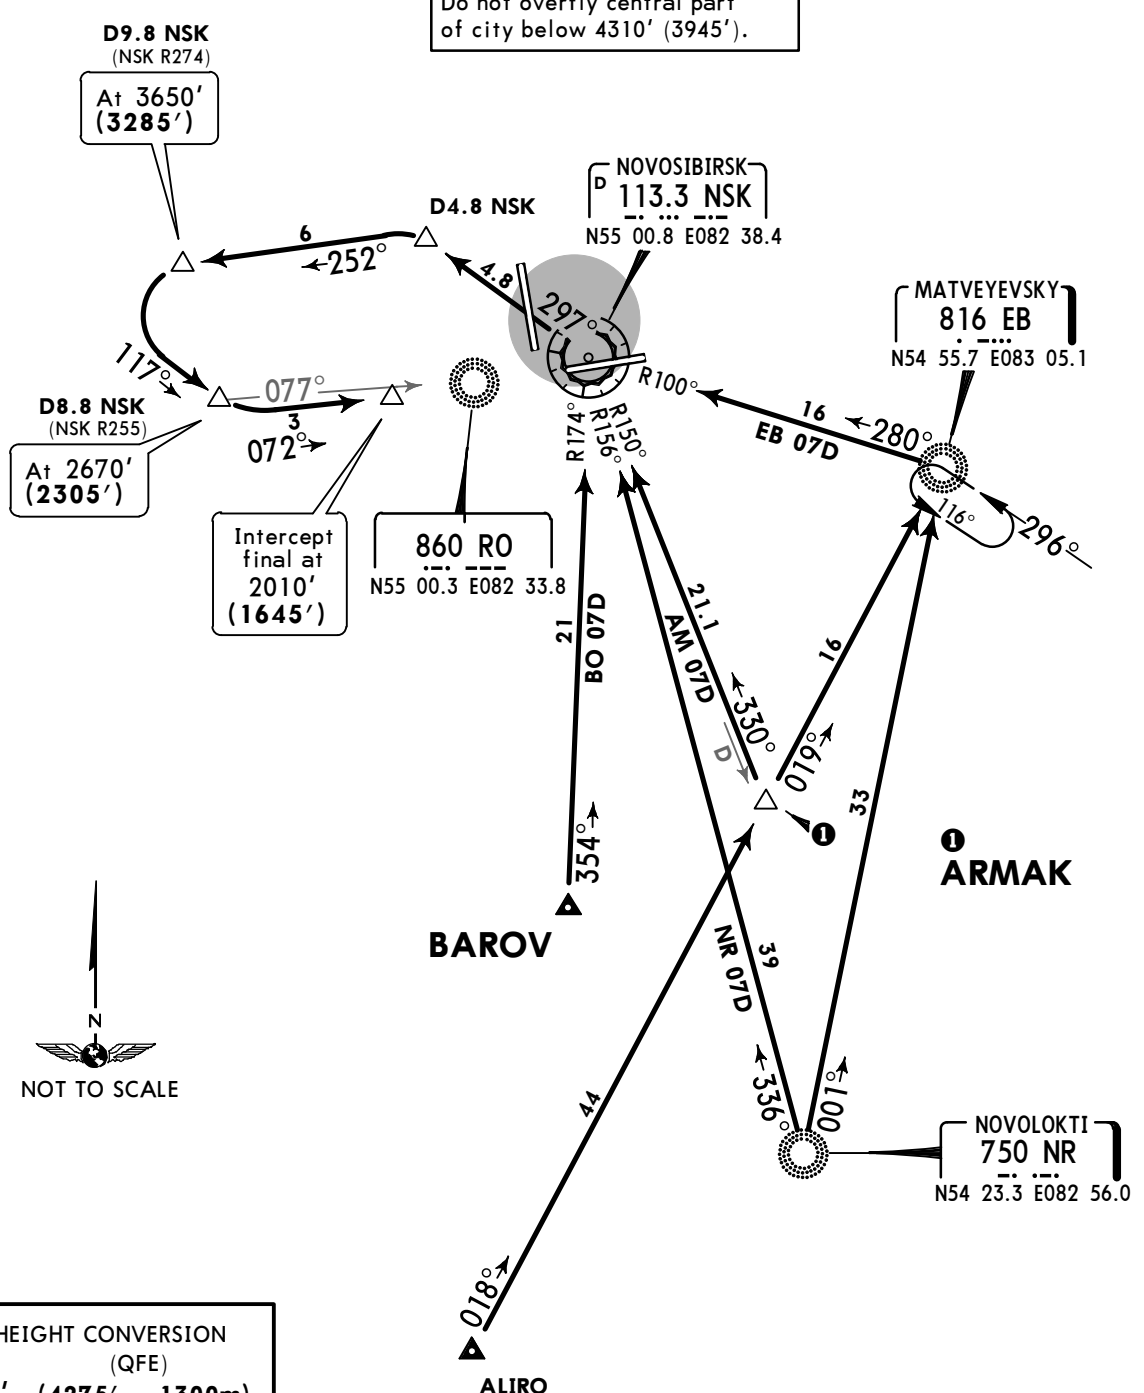 Do not overfly central part
of city below 4310' (3945').
D9.8 NSK
(NSK R274)
At 3650'
(3285')
NOVOSIBIRSK
D 113.3 NSK
N55 00.8 E082 38.4
D4.8 NSK
6
252°
4.8
297°
MATVEYEVSKY
816 EB
N54 55.7 E083 05.1
117°
077°
3
072°
D8.8 NSK
(NSK R255)
At 2670'
(2305')
R100°
R174°
R156°
R150°
16
280°
EB 07D
116°
296°
Intercept
final at
2010'
(1645')
860 RO
N55 00.3 E082 33.8
21
BO 07D
21.1
AM 07D
330°
D
16
019°
33
354°
1
1
ARMAK
BAROV
39
NR 07D
N
NOT TO SCALE
44
336°
001°
NOVOLOKTI
750 NR
N54 23.3 E082 56.0
018°
HEIGHT CONVERSION
(QFE)
' (4275' - 1300m)
ALIRO